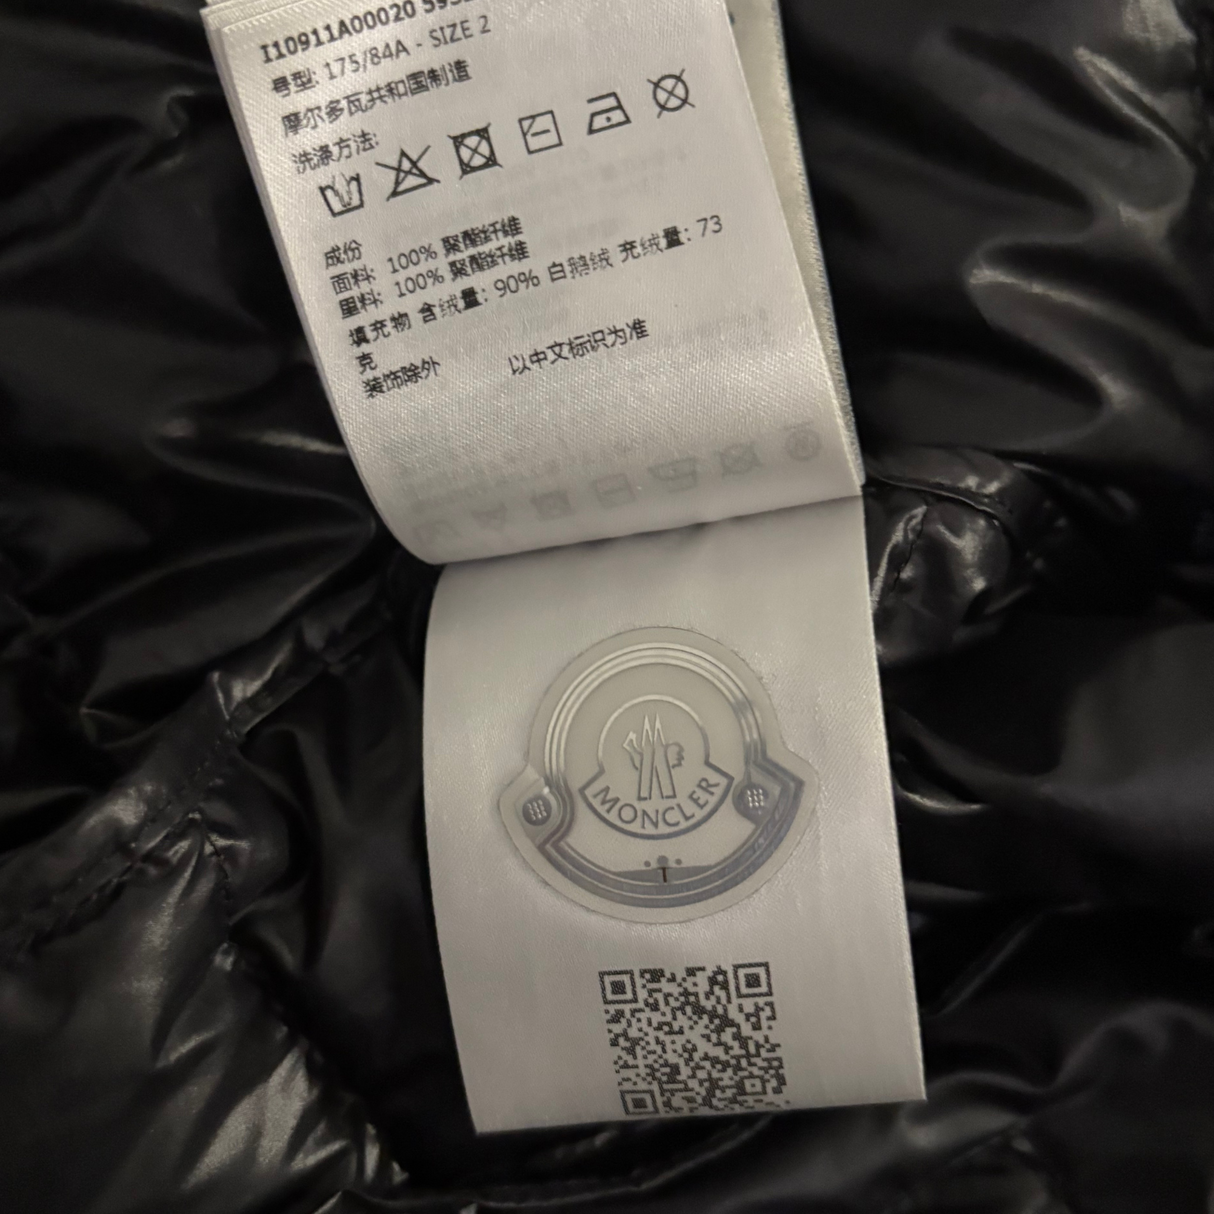 I10911A00020
号型: 175/84A - SIZE 2
摩尔多瓦共和国制造
洗涤方法:
成份
面料: 100% 聚酯纤维
里料: 100% 聚酯纤维
填充物 含绒量: 90% 白鹅绒 充绒量: 73
克
装饰除外 以中文标识为准
MONCLER